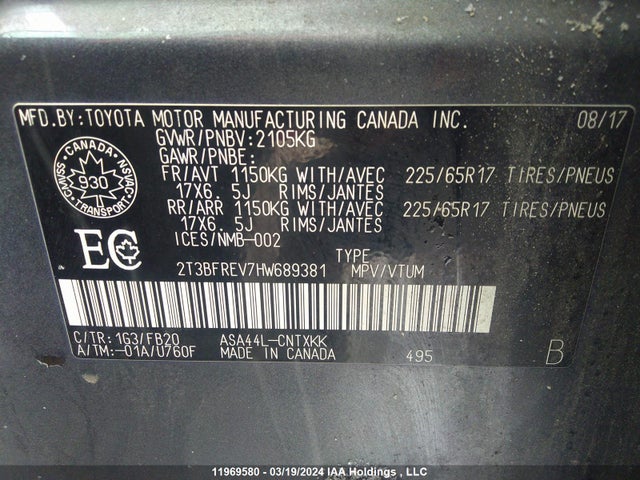 MFD.BY:TOYOTA MOTOR MANUFACTURING CANADA INC. 08/17
GVWR/PNBV:2105KG
GAWR/PNBE:
FR/AVT 1150KG WITH/AVEC 225/65R17 TIRES/PNEUS
17X6. 5J RIMS/JANTES
RR/ARR 1150KG WITH/AVEC 225/65R17 TIRES/PNEUS
17X6. 5J RIMS/JANTES
ICES/NMB-002
CANADA
CMVSS 930 NSVAC
TRANSPORT
EC
TYPE
2T3BFREV7HW689381 MPV/VTUM
C/TR: 1G3/FB20 ASA44L-CNTXKK
A/TM:-01A/U760F MADE IN CANADA 495 B
11969580 - 03/19/2024 IAA Holdings , LLC